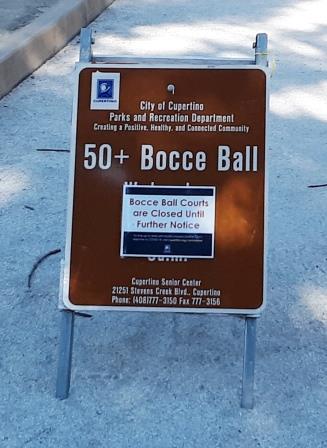 CUPERTINO
City of Cupertino
Parks and Recreation Department
Creating a Positive, Healthy, and Connected Community
50+ Bocce Ball
Bocce Ball Courts
are Closed Until
Further Notice
Cupertino Senior Center
21251 Stevens Creek Blvd., Cupertino
Phone: (408)777-3150 Fax 777-3156